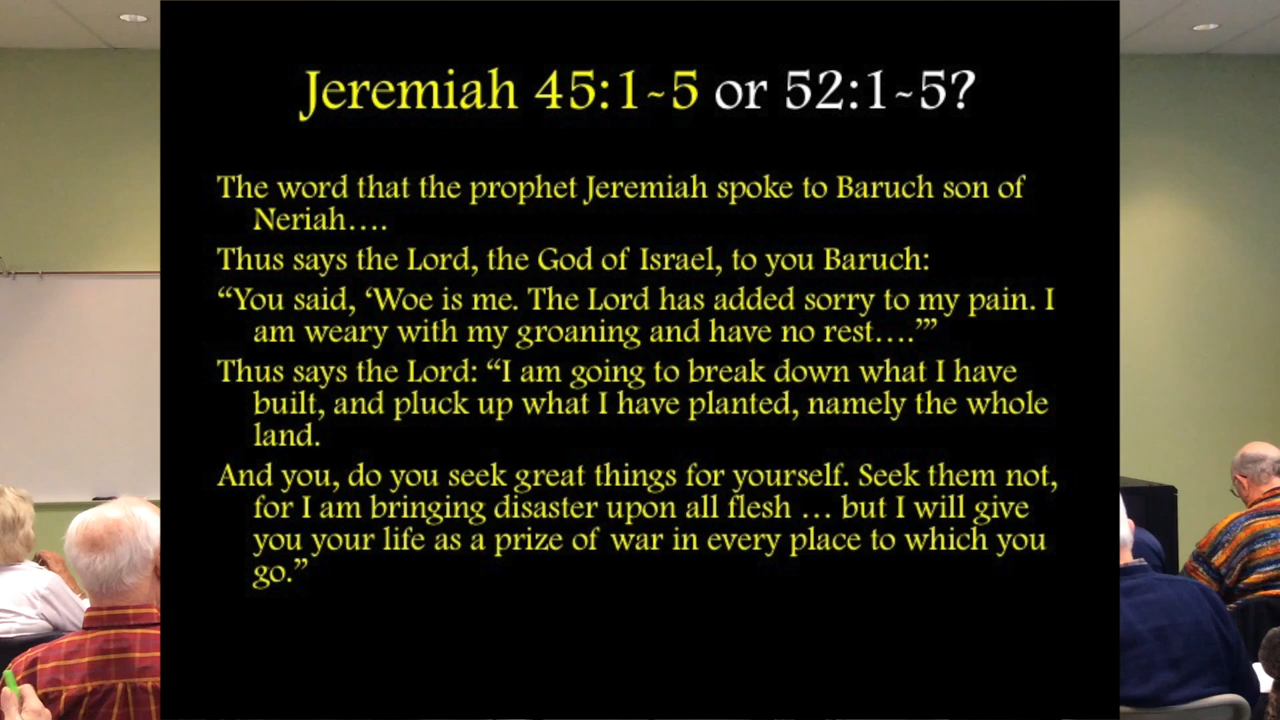 Jeremiah 45:1-5 or 52:1-5?
The word that the prophet Jeremiah spoke to Baruch son of
Neriah....
Thus says the Lord, the God of Israel, to you Baruch:
“You said, ‘Woe is me. The Lord has added sorry to my pain. I
am weary with my groaning and have no rest....’”
Thus says the Lord: “I am going to break down what I have
built, and pluck up what I have planted, namely the whole
land.
And you, do you seek great things for yourself. Seek them not,
for I am bringing disaster upon all flesh ... but I will give
you your life as a prize of war in every place to which you
go.”